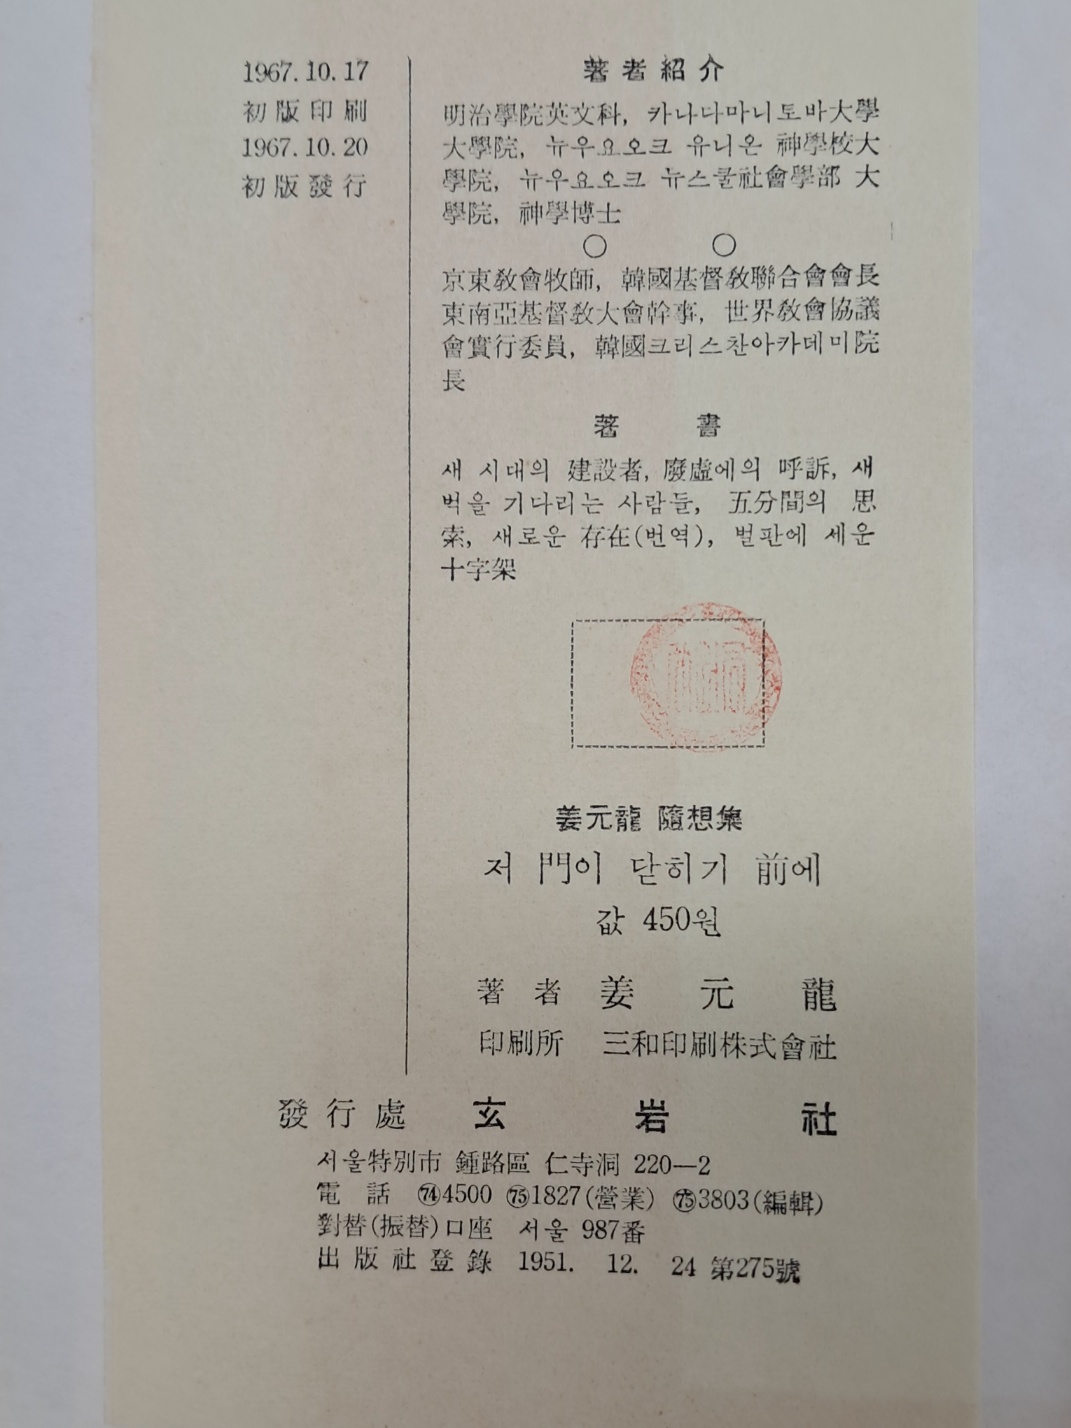 1967.10.17
初版印刷
1967.10.20
初版發行
著者紹介
明治學院英文科, 카나다마니토바大學
大學院, 뉴우요오크 유니온 神學校大
學院, 뉴우요오크 뉴스쿨社會學部 大
學院, 神學博士
○ ○
京東敎會牧師, 韓國基督敎聯合會會長
東南亞基督敎大會幹事, 世界敎會協議
會實行委員, 韓國크리스찬아카데미院
長
著 書
새 시대의 建設者, 廢虛에의 呼訴, 새
벽을 기다리는 사람들, 五分間의 思
索, 새로운 存在(번역), 벌판에 세운
十字架
姜元龍 隨想集
저 門이 닫히기 前에
값 450원
著者 姜元龍
印刷所 三和印刷株式會社
發行處 玄岩社
서울特別市 鍾路區 仁寺洞 220—2
電 話 ㉔4500 ㉕1827(營業) ㉕3803(編輯)
對替(振替)口座 서울 987番
出版社登錄 1951. 12. 24 第275號